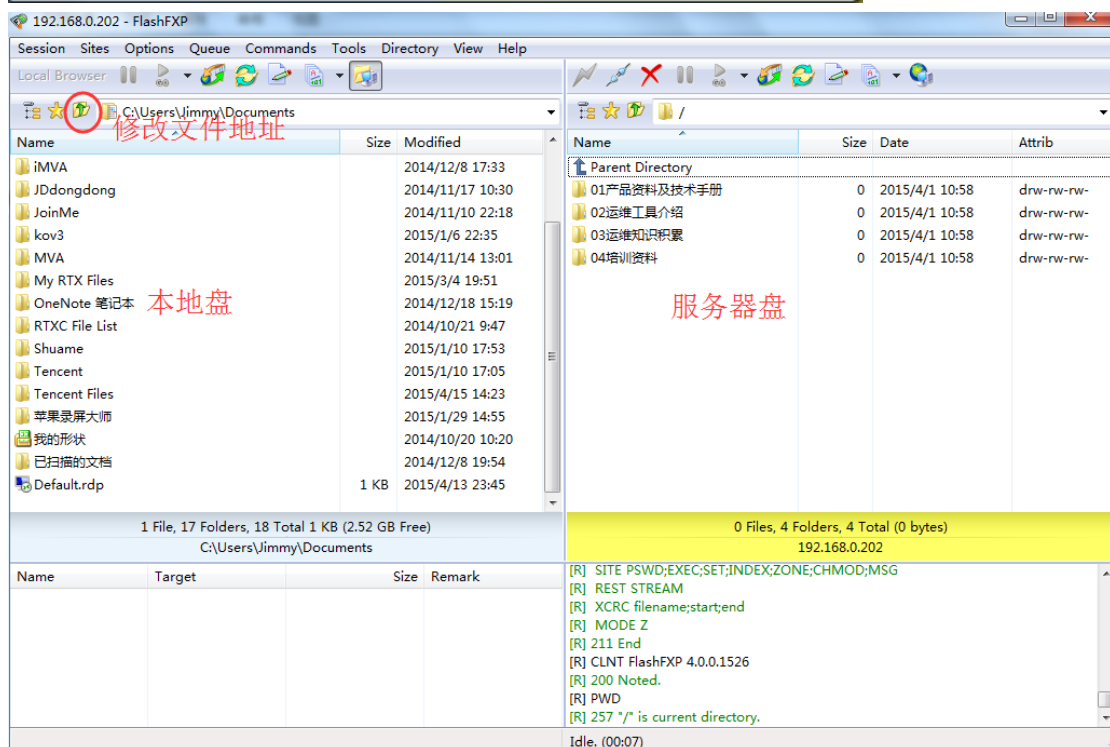 192.168.0.202 - FlashFXP
Session Sites Options Queue Commands Tools Directory View Help
Local Browser
C:\Users\Jimmy\Documents
/
修改文件地址
Name Size Modified
iMVA 2014/12/8 17:33
JDdongdong 2014/11/17 10:30
JoinMe 2014/11/10 22:18
kov3 2015/1/6 22:35
MVA 2014/11/14 13:01
My RTX Files 2015/3/4 19:51
OneNote 笔记本 2014/12/18 15:19
RTXC File List 2014/10/21 9:47
Shuame 2015/1/10 17:53
Tencent 2015/1/10 17:05
Tencent Files 2015/4/15 14:23
苹果录屏大师 2015/1/29 14:55
我的形状 2014/10/20 10:20
已扫描的文档 2014/12/8 19:54
Default.rdp 1 KB 2015/4/13 23:45
本地盘
1 File, 17 Folders, 18 Total 1 KB (2.52 GB Free)
C:\Users\Jimmy\Documents
Name Size Date Attrib
Parent Directory
01产品资料及技术手册 0 2015/4/1 10:58 drw-rw-rw-
02运维工具介绍 0 2015/4/1 10:58 drw-rw-rw-
03运维知识积累 0 2015/4/1 10:58 drw-rw-rw-
04培训资料 0 2015/4/1 10:58 drw-rw-rw-
服务器盘
0 Files, 4 Folders, 4 Total (0 bytes)
192.168.0.202
Name Target Size Remark
[R] SITE PSWD;EXEC;SET;INDEX;ZONE;CHMOD;MSG
[R] REST STREAM
[R] XCRC filename;start;end
[R] MODE Z
[R] 211 End
[R] CLNT FlashFXP 4.0.0.1526
[R] 200 Noted.
[R] PWD
[R] 257 "/" is current directory.
Idle. (00:07)